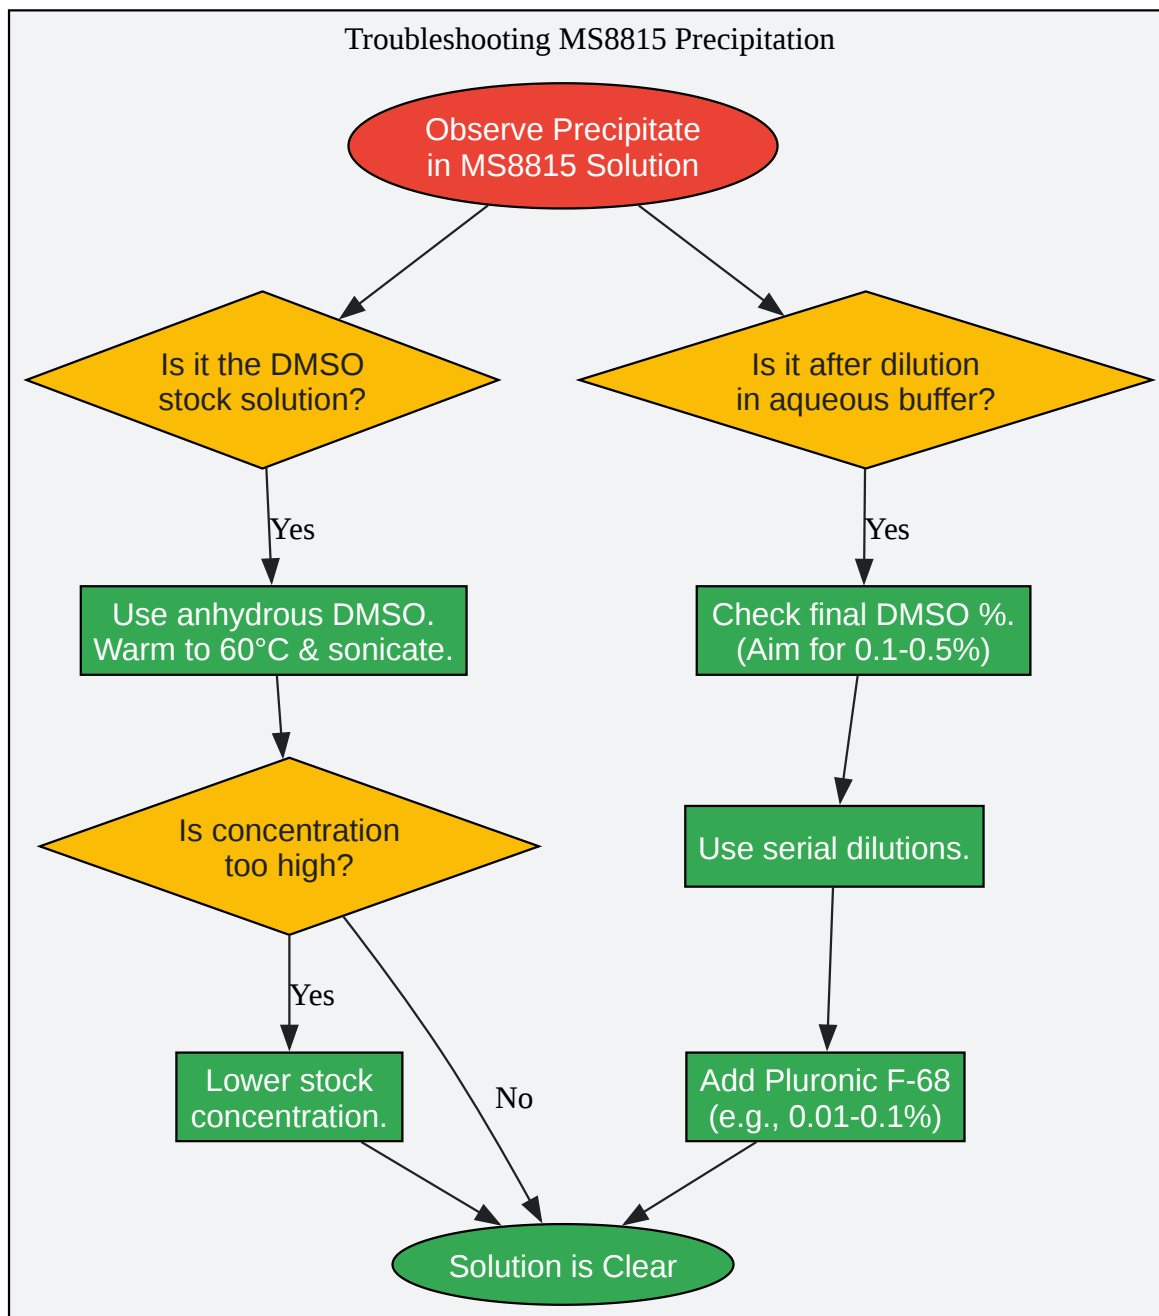 Troubleshooting MS8815 Precipitation
Observe Precipitate
in MS8815 Solution
Is it the DMSO
stock solution?
Is it after dilution
in aqueous buffer?
Yes
Yes
Use anhydrous DMSO.
Warm to 60°C & sonicate.
Check final DMSO %.
(Aim for 0.1-0.5%)
Is concentration
too high?
Use serial dilutions.
Yes
No
Lower stock
concentration.
Add Pluronic F-68
(e.g., 0.01-0.1%)
Solution is Clear